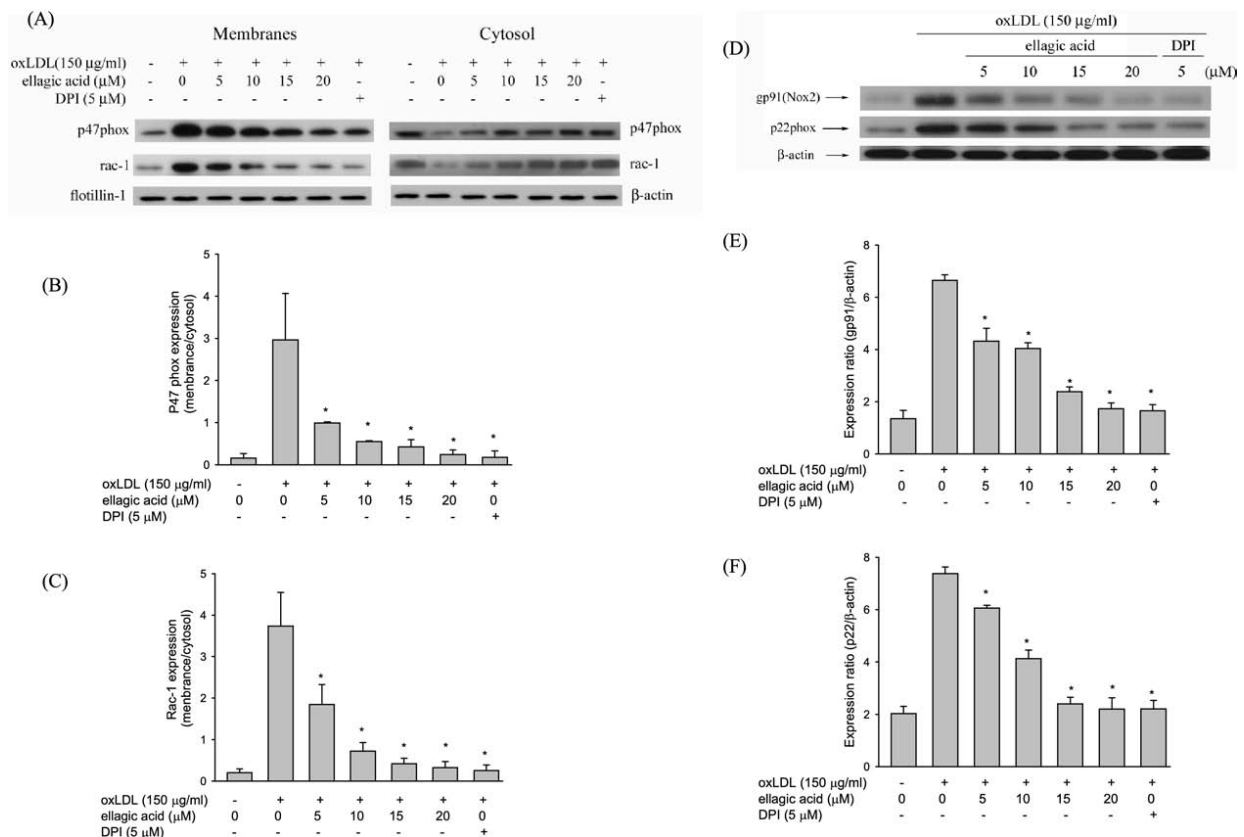 (A)
Membranes Cytosol
oxLDL(150 μg/ml) - + + + + + + - + + + + + +
ellagic acid (μM) - 0 5 10 15 20 - - 0 5 10 15 20 -
DPI (5 μM) - - - - - - + - - - - - - +
p47phox p47phox
rac-1 rac-1
flotillin-1 β-actin
(B)
P47 phox expression
(menbrance/cytosol)
5
4
3
2
1
0
* * * * *
oxLDL (150 μg/ml) - + + + + + +
ellagic acid (μM) 0 0 5 10 15 20 0
DPI (5 μM) - - - - - - +
(C)
Rac-1 expression
(menbrance/cytosol)
5
4
3
2
1
0
* * * * *
oxLDL (150 μg/ml) - + + + + + +
ellagic acid (μM) 0 0 5 10 15 20 0
DPI (5 μM) - - - - - - +
(D)
oxLDL (150 μg/ml)
ellagic acid DPI
5 10 15 20 5 (μM)
gp91(Nox2)
p22phox
β-actin
(E)
Expression ratio (gp91/β-actin)
8
6
4
2
0
* * * * *
oxLDL (150 μg/ml) - + + + + + +
ellagic acid (μM) 0 0 5 10 15 20 0
DPI (5 μM) - - - - - - +
(F)
Expression ratio (p22/β-actin)
8
6
4
2
0
* * * * *
oxLDL (150 μg/ml) - + + + + + +
ellagic acid (μM) 0 0 5 10 15 20 0
DPI (5 μM) - - - - - - +